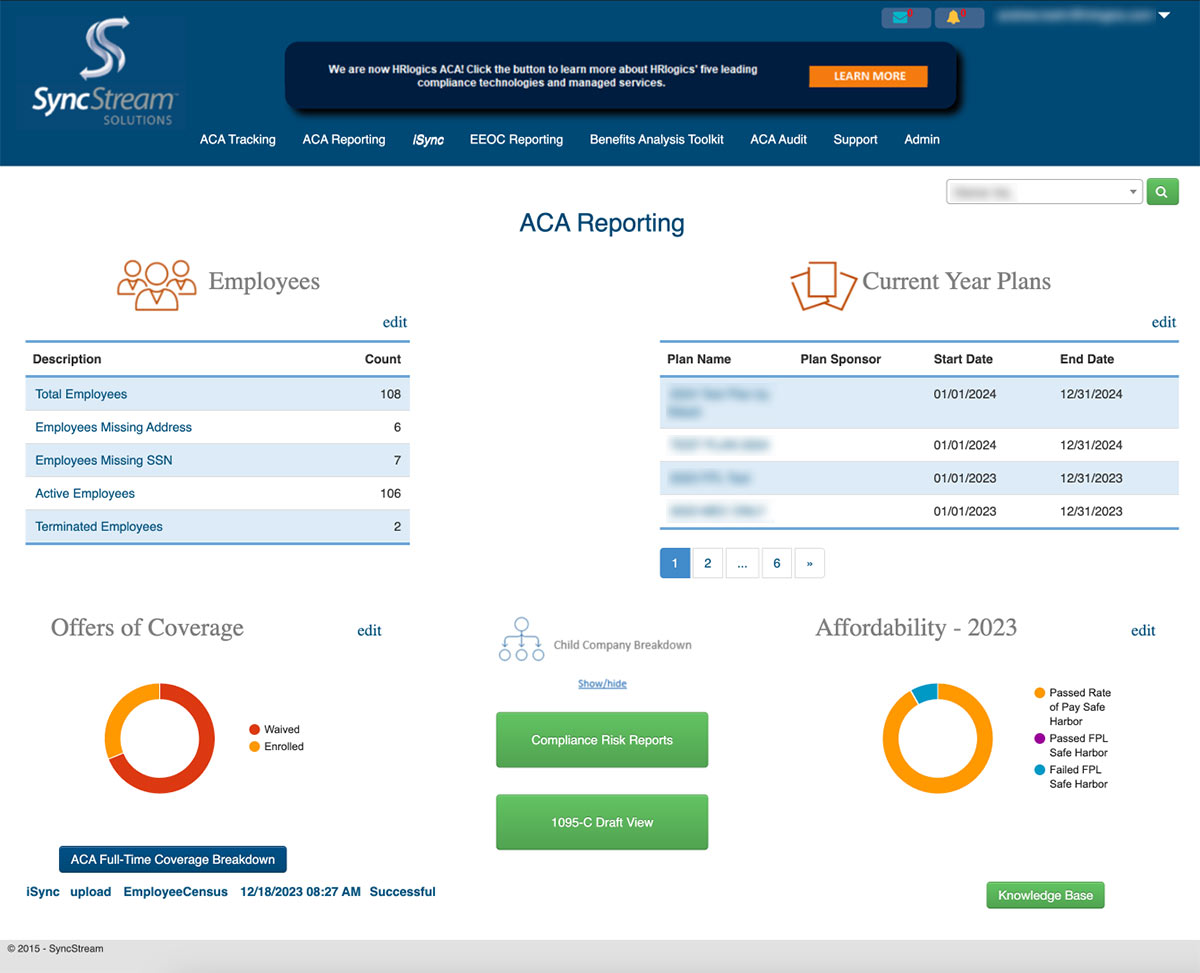 SyncStream
SOLUTIONS
We are now HRlogics ACA! Click the button to learn more about HRlogics' five leading
compliance technologies and managed services.
LEARN MORE
ACA Tracking ACA Reporting iSync EEOC Reporting Benefits Analysis Toolkit ACA Audit Support Admin
ACA Reporting
Employees
edit
Description Count
Total Employees 108
Employees Missing Address 6
Employees Missing SSN 7
Active Employees 106
Terminated Employees 2
Current Year Plans
edit
Plan Name Plan Sponsor Start Date End Date
01/01/2024 12/31/2024
01/01/2024 12/31/2024
01/01/2023 12/31/2023
01/01/2023 12/31/2023
1 2 ... 6 »
Offers of Coverage
edit
Waived
Enrolled
ACA Full-Time Coverage Breakdown
iSync upload EmployeeCensus 12/18/2023 08:27 AM Successful
Child Company Breakdown
Show/hide
Compliance Risk Reports
1095-C Draft View
Affordability - 2023
edit
Passed Rate
of Pay Safe
Harbor
Passed FPL
Safe Harbor
Failed FPL
Safe Harbor
Knowledge Base
© 2015 - SyncStream